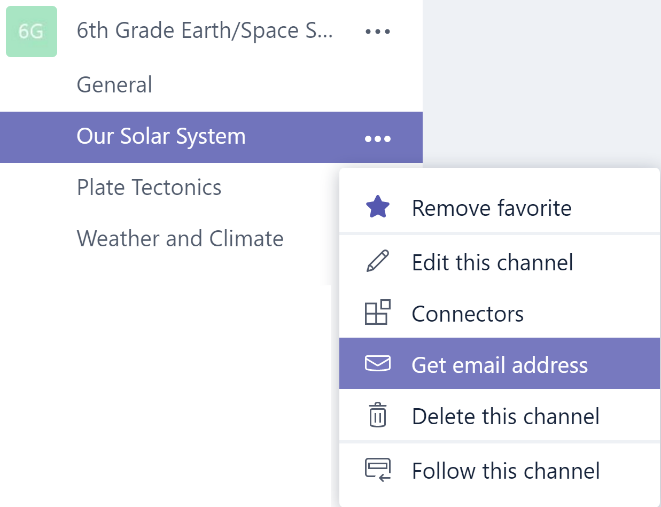 6G
6th Grade Earth/Space S...
General
Our Solar System
Plate Tectonics
Weather and Climate
Remove favorite
Edit this channel
Connectors
Get email address
Delete this channel
Follow this channel